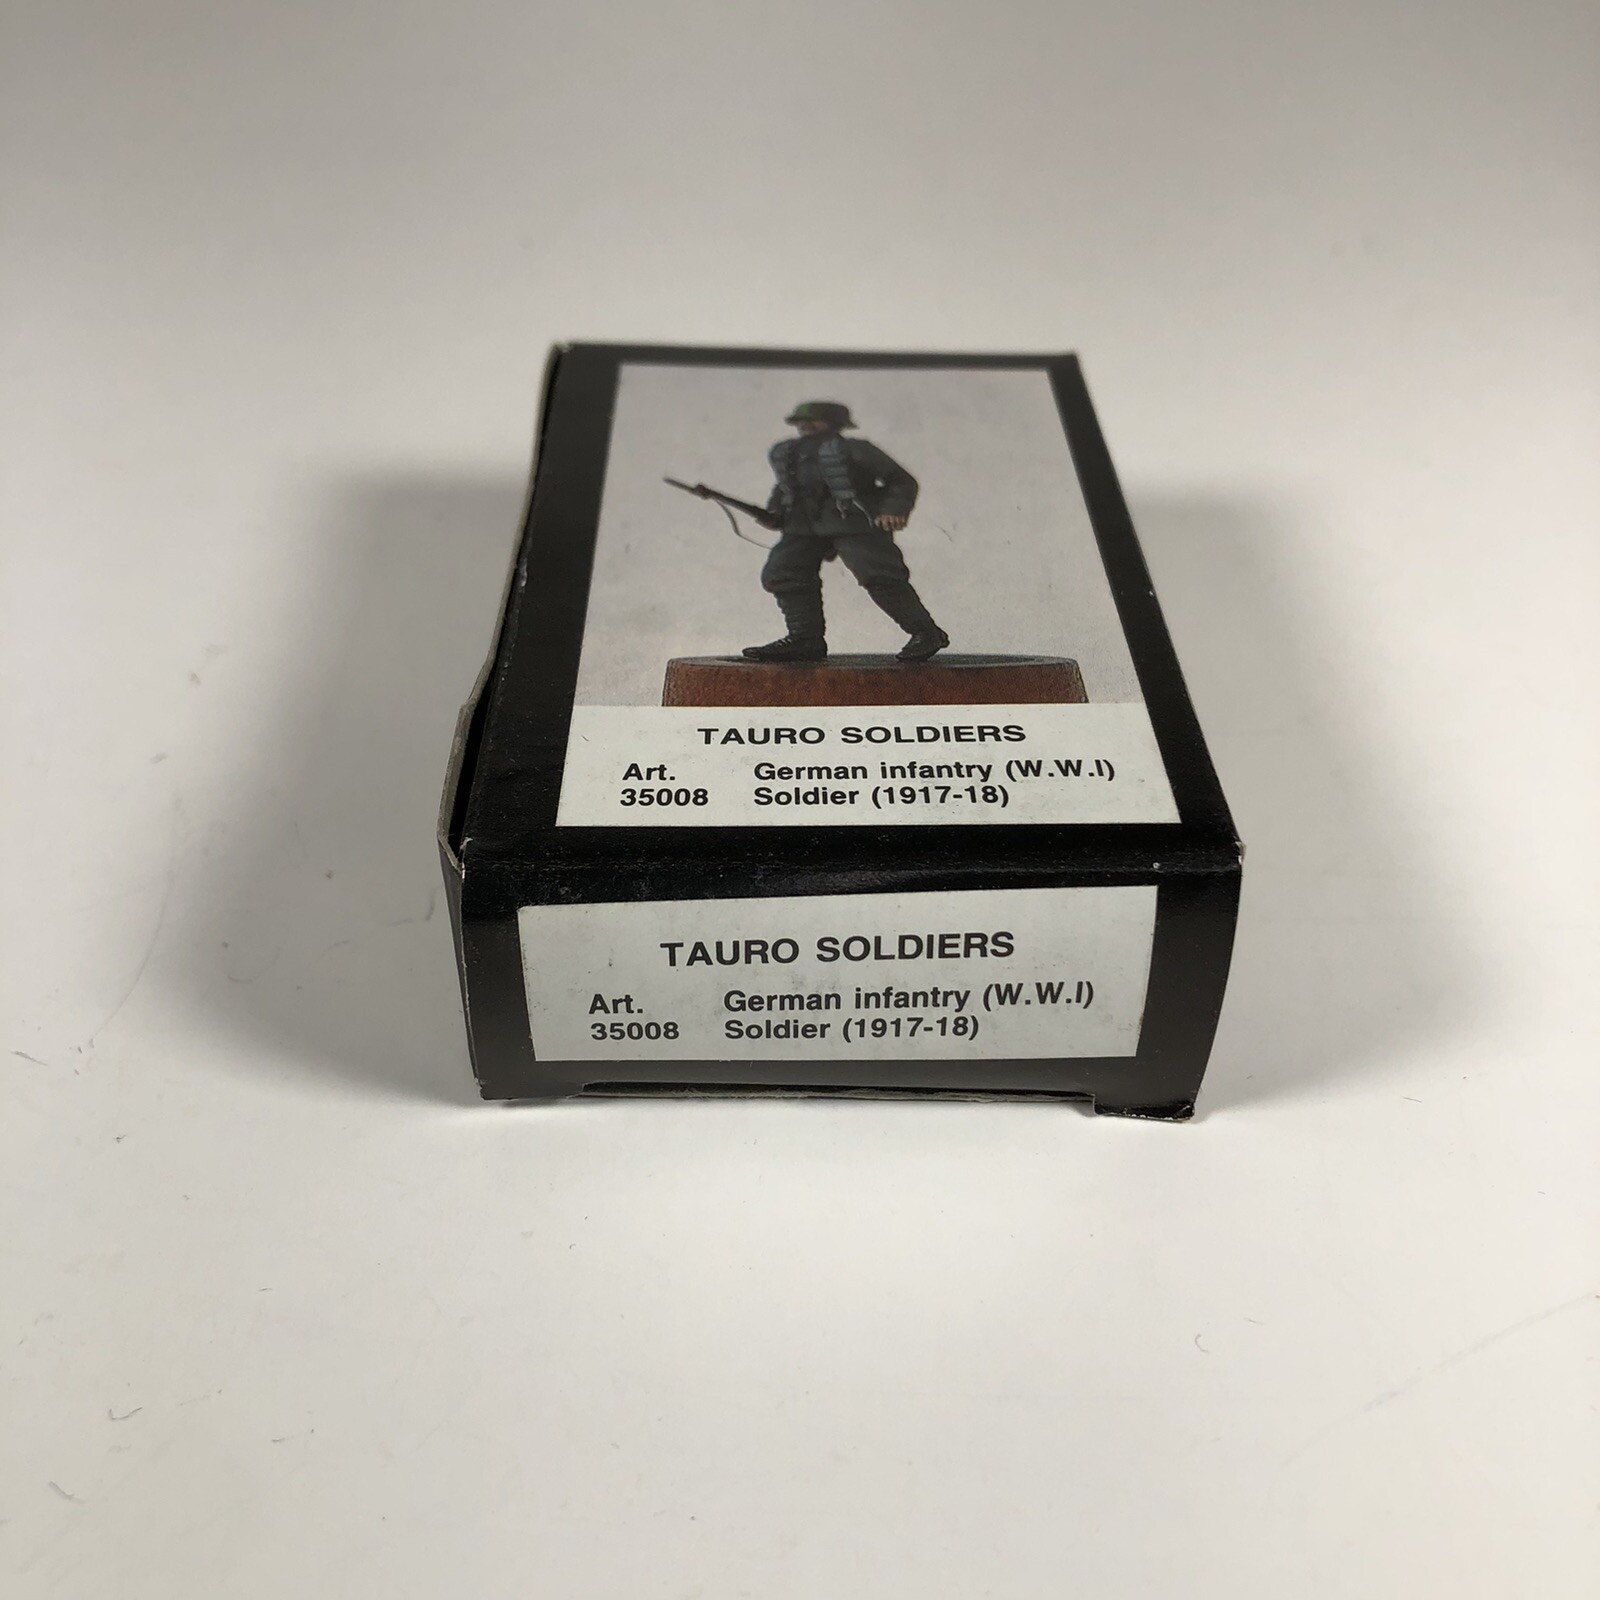 TAURO SOLDIERS
Art. German infantry (W.W.I)
35008 Soldier (1917-18)
TAURO SOLDIERS
Art. German infantry (W.W.I)
35008 Soldier (1917-18)